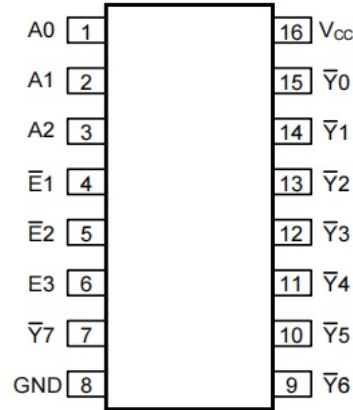 A0 1 16 VCC
A1 2 15 Y̅0
A2 3 14 Y̅1
E̅1 4 13 Y̅2
E̅2 5 12 Y̅3
E3 6 11 Y̅4
Y̅7 7 10 Y̅5
GND 8 9 Y̅6